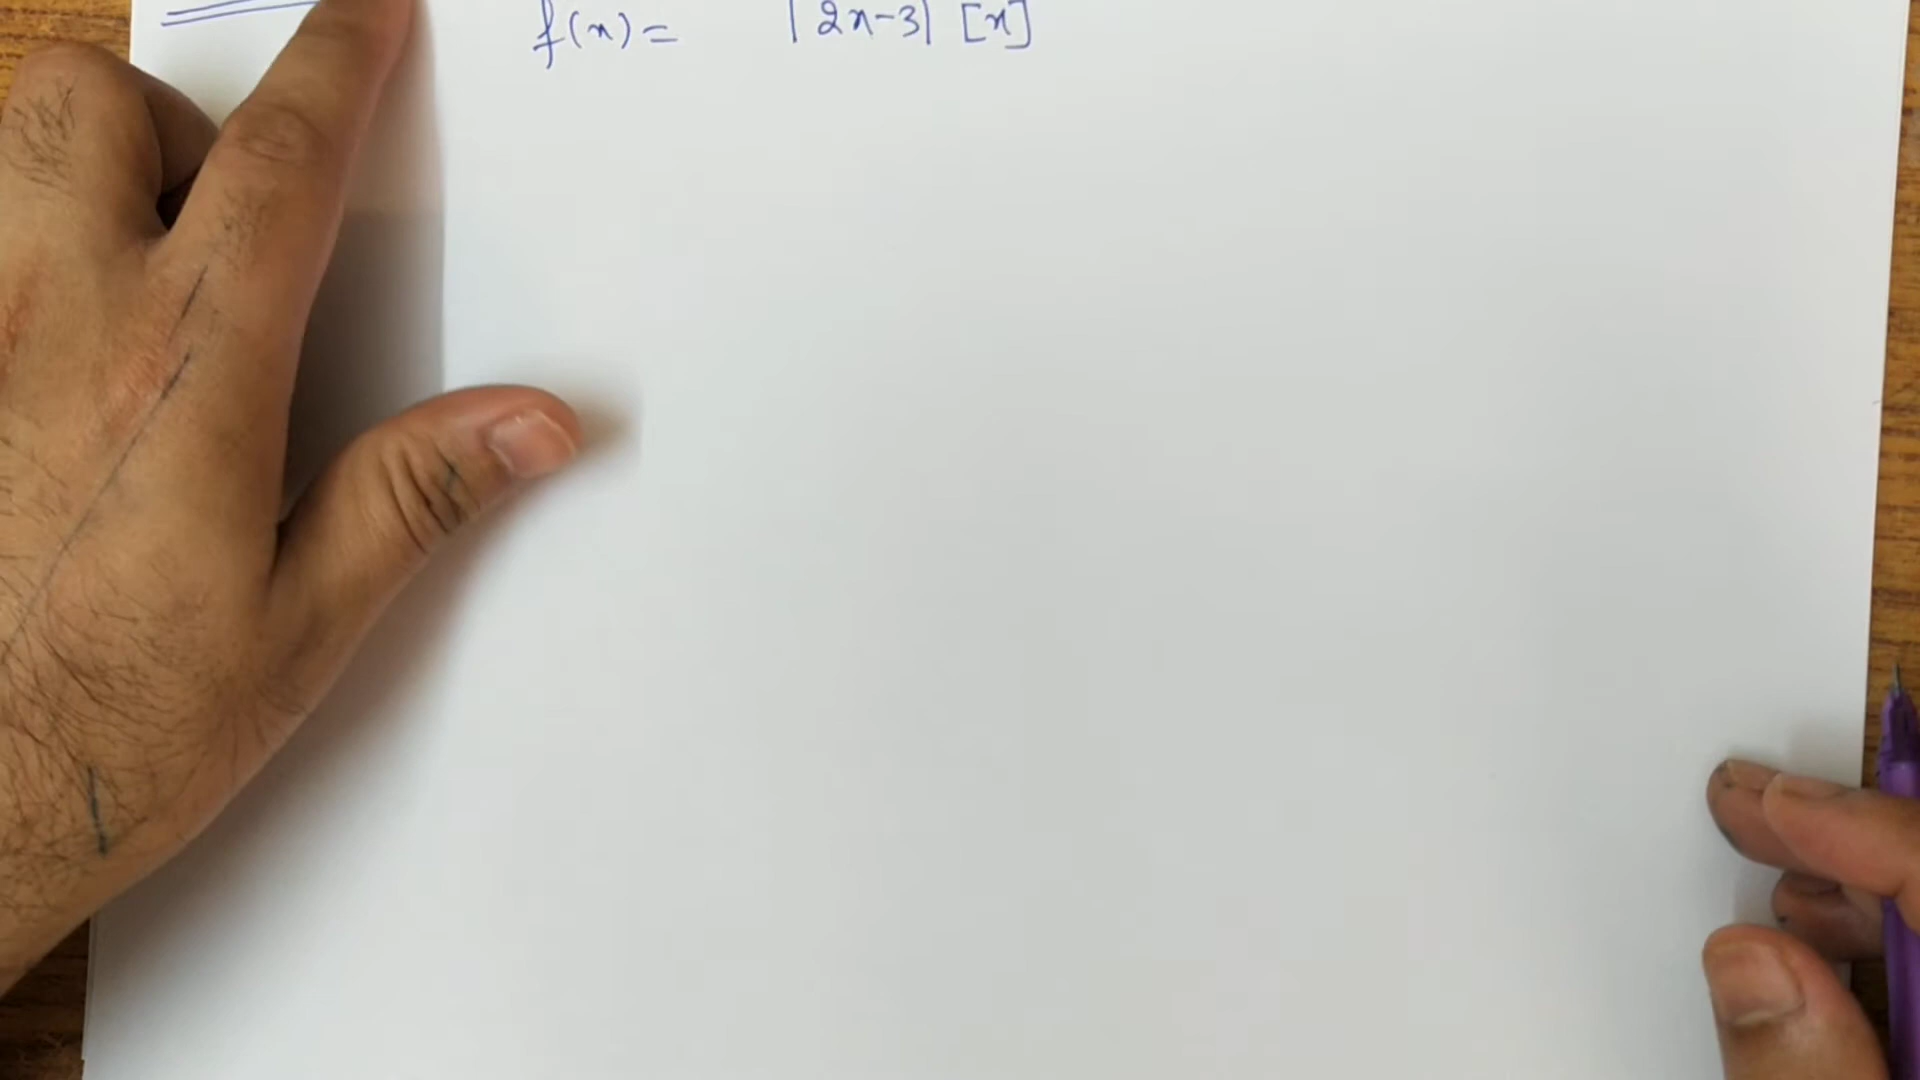 f(x) = |2x-3| [x]